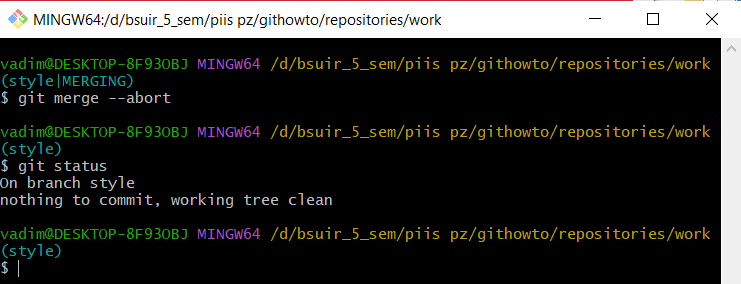 MINGW64:/d/bsuir_5_sem/piis pz/githowto/repositories/work
vadim@DESKTOP-8F93OBJ MINGW64 /d/bsuir_5_sem/piis pz/githowto/repositories/work
(style|MERGING)
$ git merge --abort
vadim@DESKTOP-8F93OBJ MINGW64 /d/bsuir_5_sem/piis pz/githowto/repositories/work
(style)
$ git status
On branch style
nothing to commit, working tree clean
vadim@DESKTOP-8F93OBJ MINGW64 /d/bsuir_5_sem/piis pz/githowto/repositories/work
(style)
$